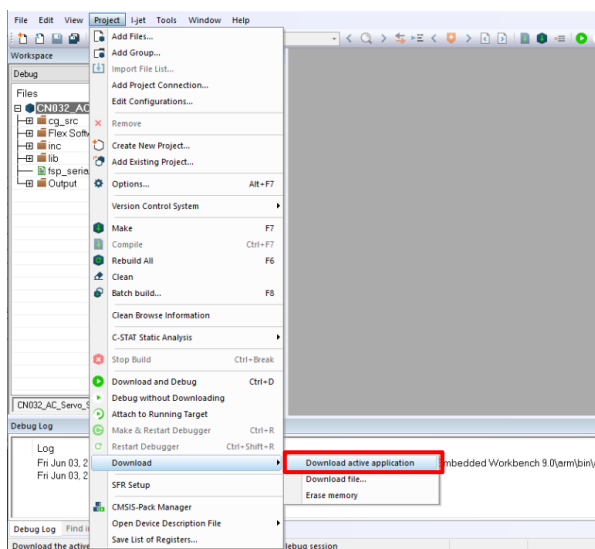 File Edit View Project I-jet Tools Window Help
Workspace
Debug
Files
CN032_AC
cg_src
Flex Softw
inc
lib
fsp_seria
Output
CN032_AC_Servo_S
Add Files...
Add Group...
Import File List...
Add Project Connection...
Edit Configurations...
Remove
Create New Project...
Add Existing Project...
Options... Alt+F7
Version Control System
Make F7
Compile Ctrl+F7
Rebuild All F6
Clean
Batch build... F8
Clean Browse Information
C-STAT Static Analysis
Stop Build Ctrl+Break
Download and Debug Ctrl+D
Debug without Downloading
Attach to Running Target
Make & Restart Debugger Ctrl+R
Restart Debugger Ctrl+Shift+R
Download
SFR Setup
CMSIS-Pack Manager
Open Device Description File
Save List of Registers...
Download active application
Download file...
Erase memory
Debug Log
Log
Fri Jun 03, 2
Fri Jun 03, 2
mbedded Workbench 9.0\arm\bin\
Debug Log Find i
Download the active
debug session